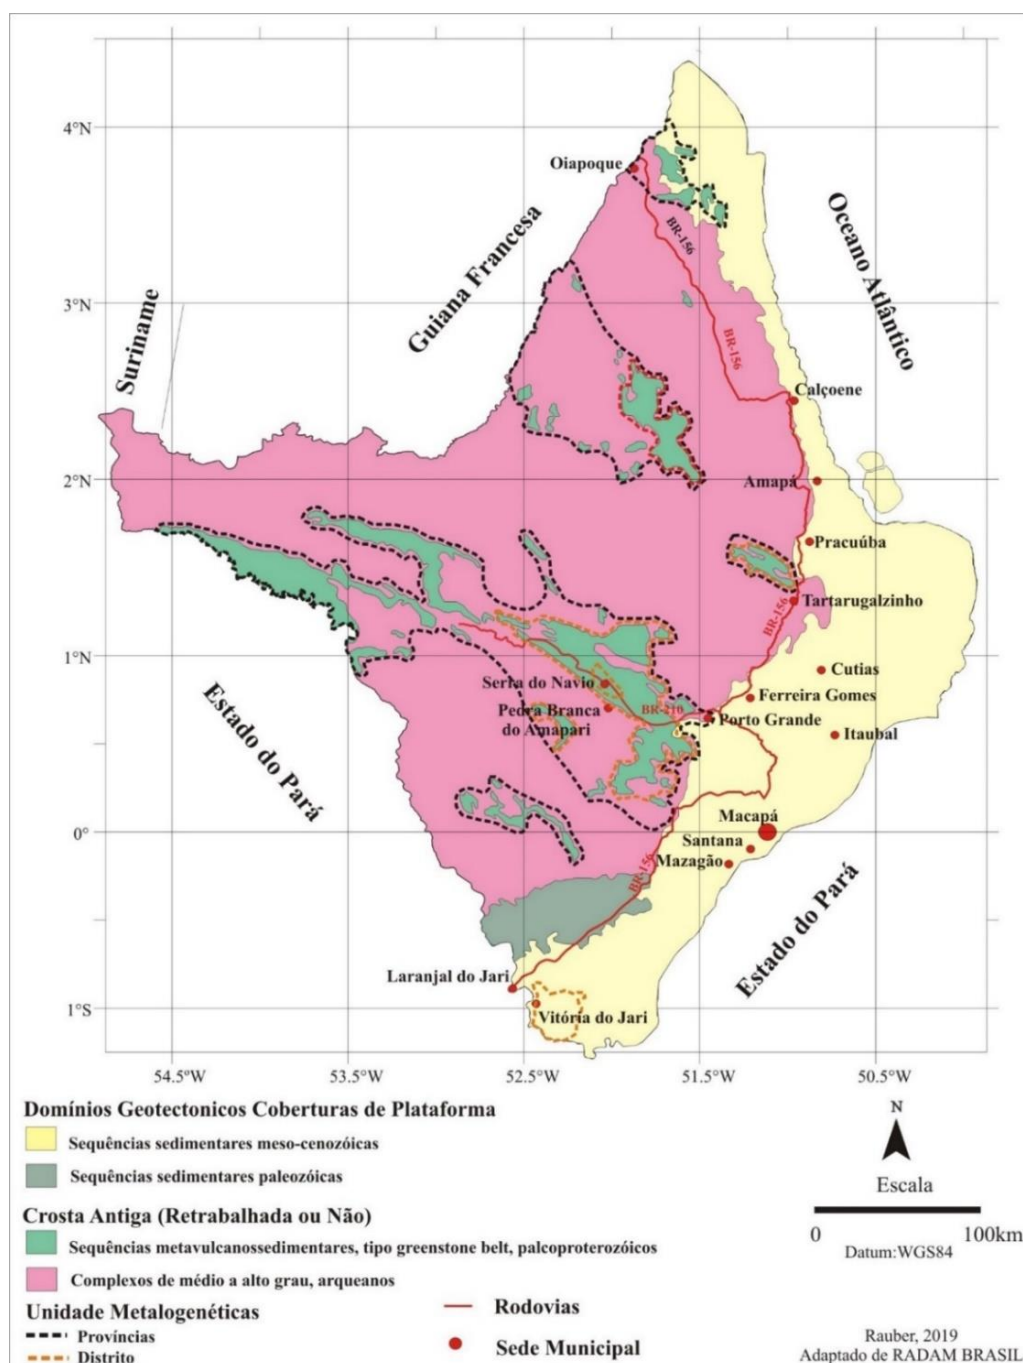 4°N
3°N
2°N
1°N
0°
1°S
Oiapoque
BR-156
Guiana Francesa
Oceano Atlântico
Suriname
BR-156
Calçoene
Amapá
Pracuúba
Tartarugalzinho
BR-156
Cutias
Serra do Navio
Ferreira Gomes
Pedra Branca
do Amapari
BR-210
Porto Grande
Itaubal
Estado do Pará
Macapá
Santana
Mazagão
BR-156
Estado do Pará
Laranjal do Jari
Vitória do Jari
54.5°W
53.5°W
52.5°W
51.5°W
50.5°W
Domínios Geotectonicos Coberturas de Plataforma
Sequências sedimentares meso-cenozóicas
Sequências sedimentares paleozóicas
Crosta Antiga (Retrabalhada ou Não)
Sequências metavulcanossedimentares, tipo greenstone belt, palcoproterozóicos
Complexos de médio a alto grau, arqueanos
Unidade Metalogenéticas
Províncias
Distrito
Rodovias
Sede Municipal
N
Escala
0 100km
Datum:WGS84
Rauber, 2019
Adaptado de RADAM BRASIL